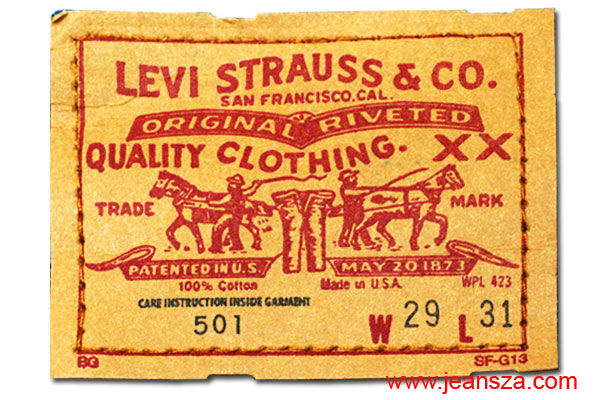 LEVI STRAUSS & CO.
SAN FRANCISCO, CAL.
ORIGINAL RIVETED
QUALITY CLOTHING. XX
TRADE MARK
PATENTED IN U.S. MAY 20 1873
100% Cotton Made in U.S.A. WPL 423
CARE INSTRUCTION INSIDE GARMENT
501 W 29 L 31
BG SF-G13
www.jeansza.com